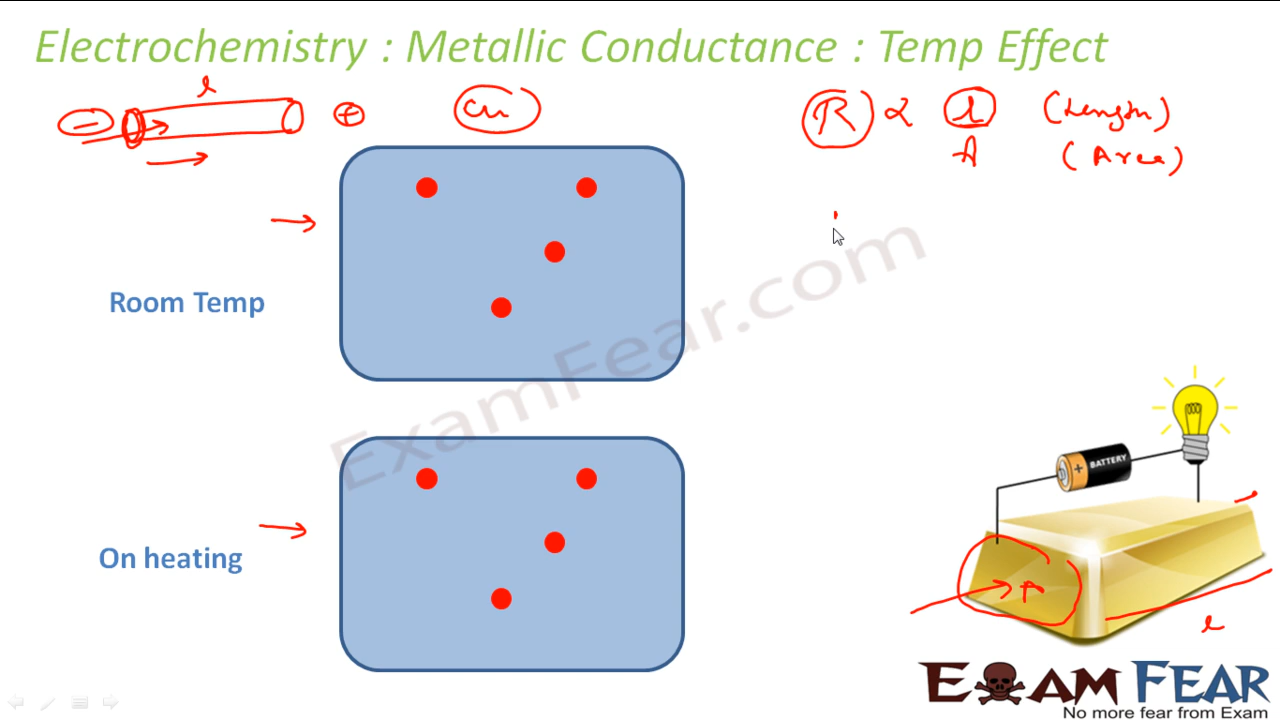 Electrochemistry : Metallic Conductance : Temp Effect
l
− +
Cu
R ∝ l (Length)
A (Area)
Room Temp
ExamFear.com
On heating
+ BATTERY
A
l
EXAM FEAR
No more fear from Exam